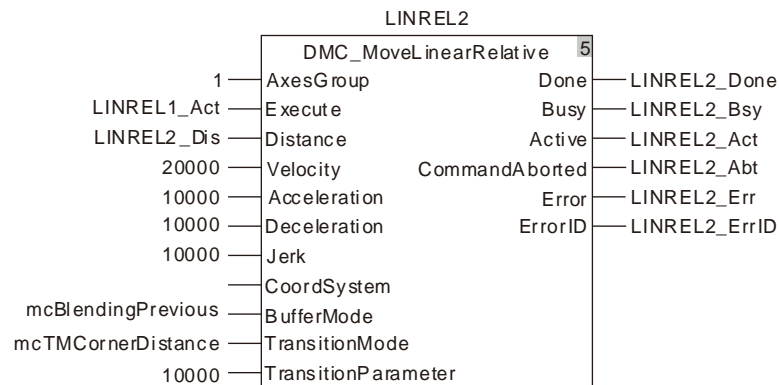 LINREL2
DMC_MoveLinearRelative 5
1 AxesGroup Done LINREL2_Done
LINREL1_Act Execute Busy LINREL2_Bsy
LINREL2_Dis Distance Active LINREL2_Act
20000 Velocity CommandAborted LINREL2_Abt
10000 Acceleration Error LINREL2_Err
10000 Deceleration ErrorID LINREL2_ErrID
10000 Jerk
CoordSystem
mcBlendingPrevious BufferMode
mcTMCornerDistance TransitionMode
10000 TransitionParameter